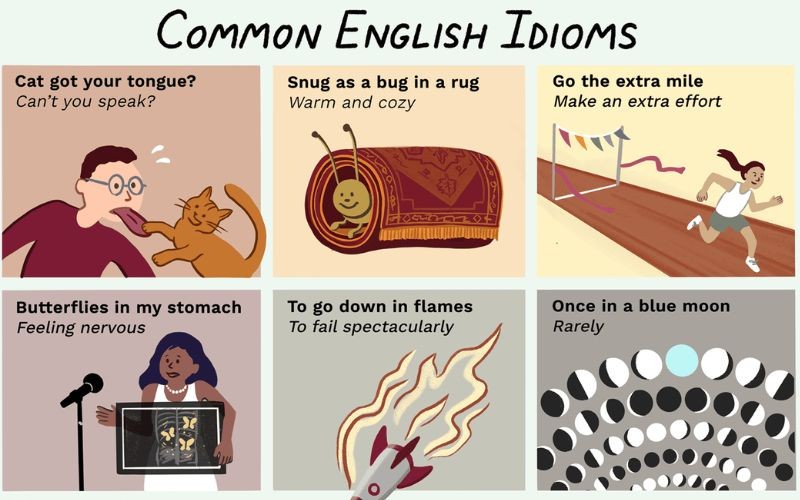 Common English Idioms
Cat got your tongue?
Can't you speak?
Snug as a bug in a rug
Warm and cozy
Go the extra mile
Make an extra effort
Butterflies in my stomach
Feeling nervous
To go down in flames
To fail spectacularly
Once in a blue moon
Rarely